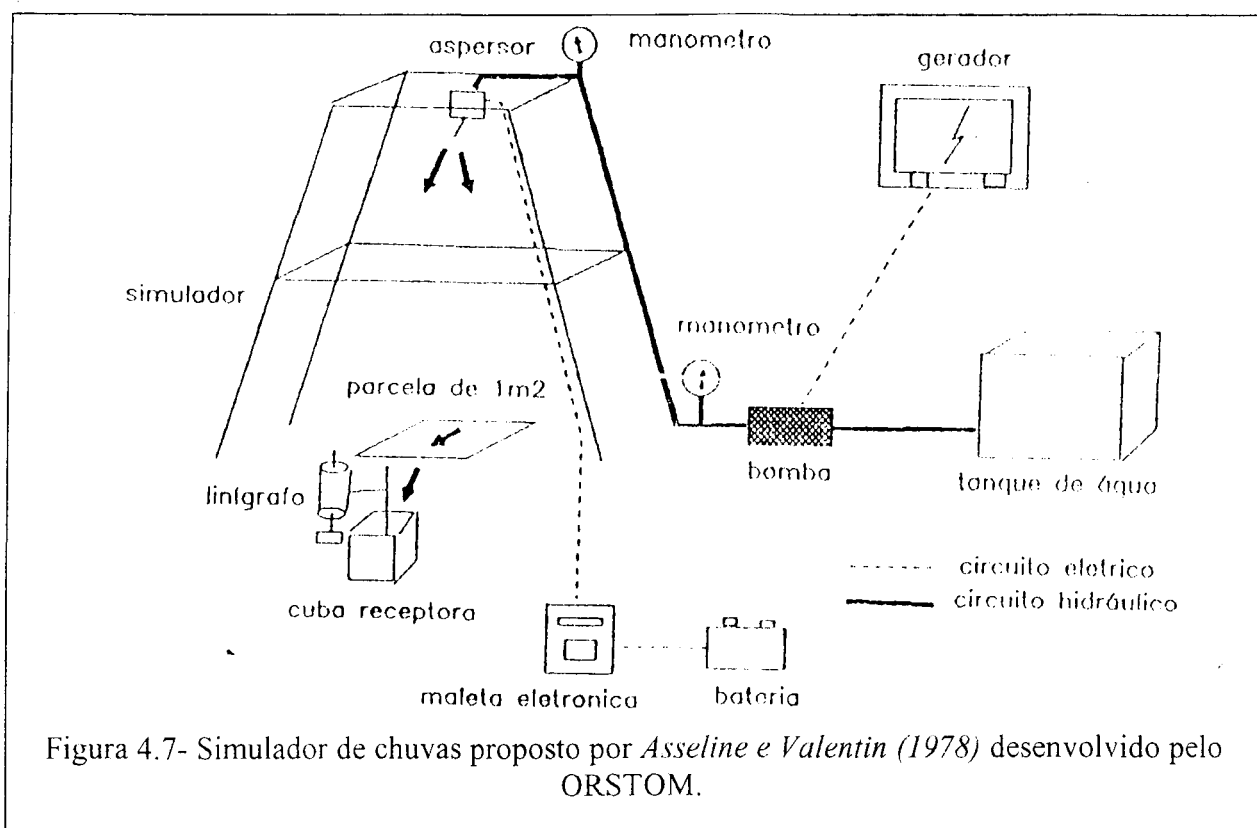 aspersor
manometro
gerador
simulador
manometro
parcela de 1m2
bomba
tanque de água
linígrafo
cuba receptora
circuito eletrico
circuito hidráulico
maleta eletronica
bateria
Figura 4.7- Simulador de chuvas proposto por Asseline e Valentin (1978) desenvolvido pelo
ORSTOM.